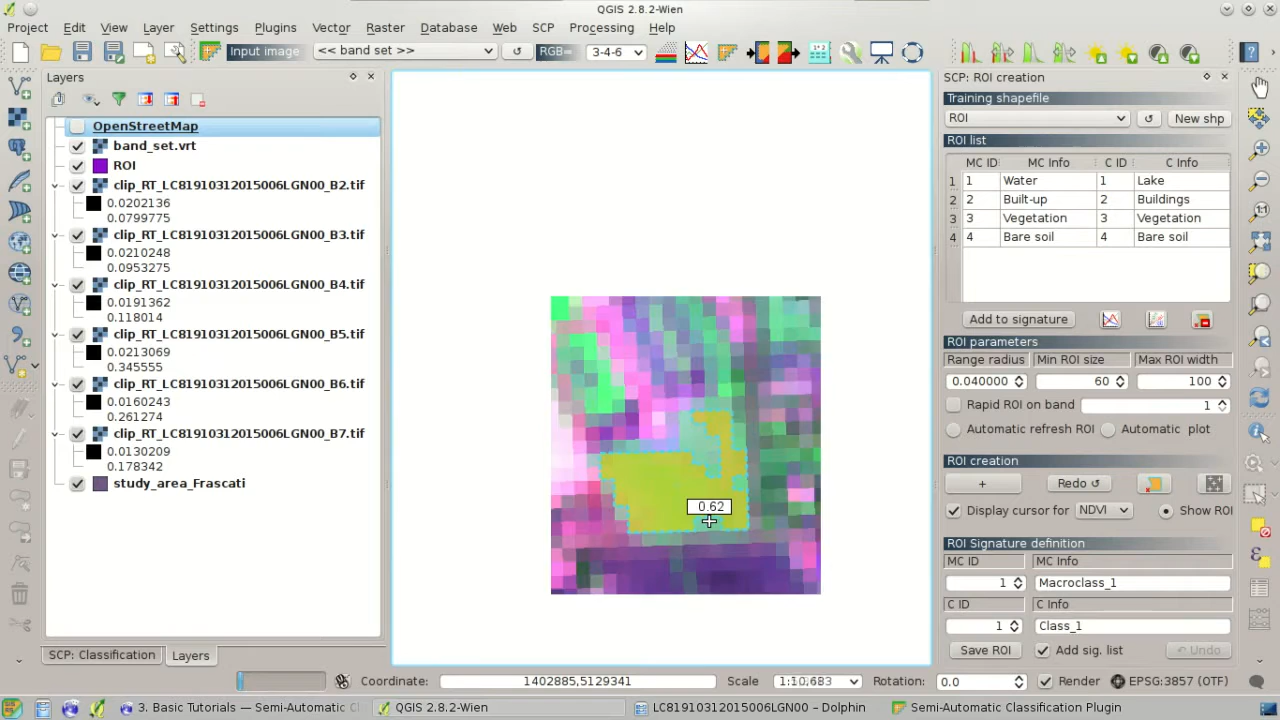 QGIS 2.8.2-Wien
Project Edit View Layer Settings Plugins Vector Raster Database Web SCP Processing Help
Input image << band set >> RGB= 3-4-6
Layers
OpenStreetMap
band_set.vrt
ROI
clip_RT_LC81910312015006LGN00_B2.tif
0.0202136
0.0799775
clip_RT_LC81910312015006LGN00_B3.tif
0.0210248
0.0953275
clip_RT_LC81910312015006LGN00_B4.tif
0.0191362
0.118014
clip_RT_LC81910312015006LGN00_B5.tif
0.0213069
0.345555
clip_RT_LC81910312015006LGN00_B6.tif
0.0160243
0.261274
clip_RT_LC81910312015006LGN00_B7.tif
0.0130209
0.178342
study_area_Frascati
SCP: Classification Layers
0.62
SCP: ROI creation
Training shapefile
ROI New shp
ROI list
MC ID MC Info C ID C Info
1 1 Water 1 Lake
2 2 Built-up 2 Buildings
3 3 Vegetation 3 Vegetation
4 4 Bare soil 4 Bare soil
Add to signature
ROI parameters
Range radius Min ROI size Max ROI width
0.040000 60 100
Rapid ROI on band 1
Automatic refresh ROI Automatic plot
ROI creation
+ Redo ↺
Display cursor for NDVI Show ROI
ROI Signature definition
MC ID MC Info
1 Macroclass_1
C ID C Info
1 Class_1
Save ROI Add sig. list Undo
Coordinate: 1402885,5129341 Scale 1:10,683 Rotation: 0.0 Render EPSG:3857 (OTF)
3. Basic Tutorials — Semi-Automatic Cl QGIS 2.8.2-Wien LC81910312015006LGN00 – Dolphin Semi-Automatic Classification Plugin